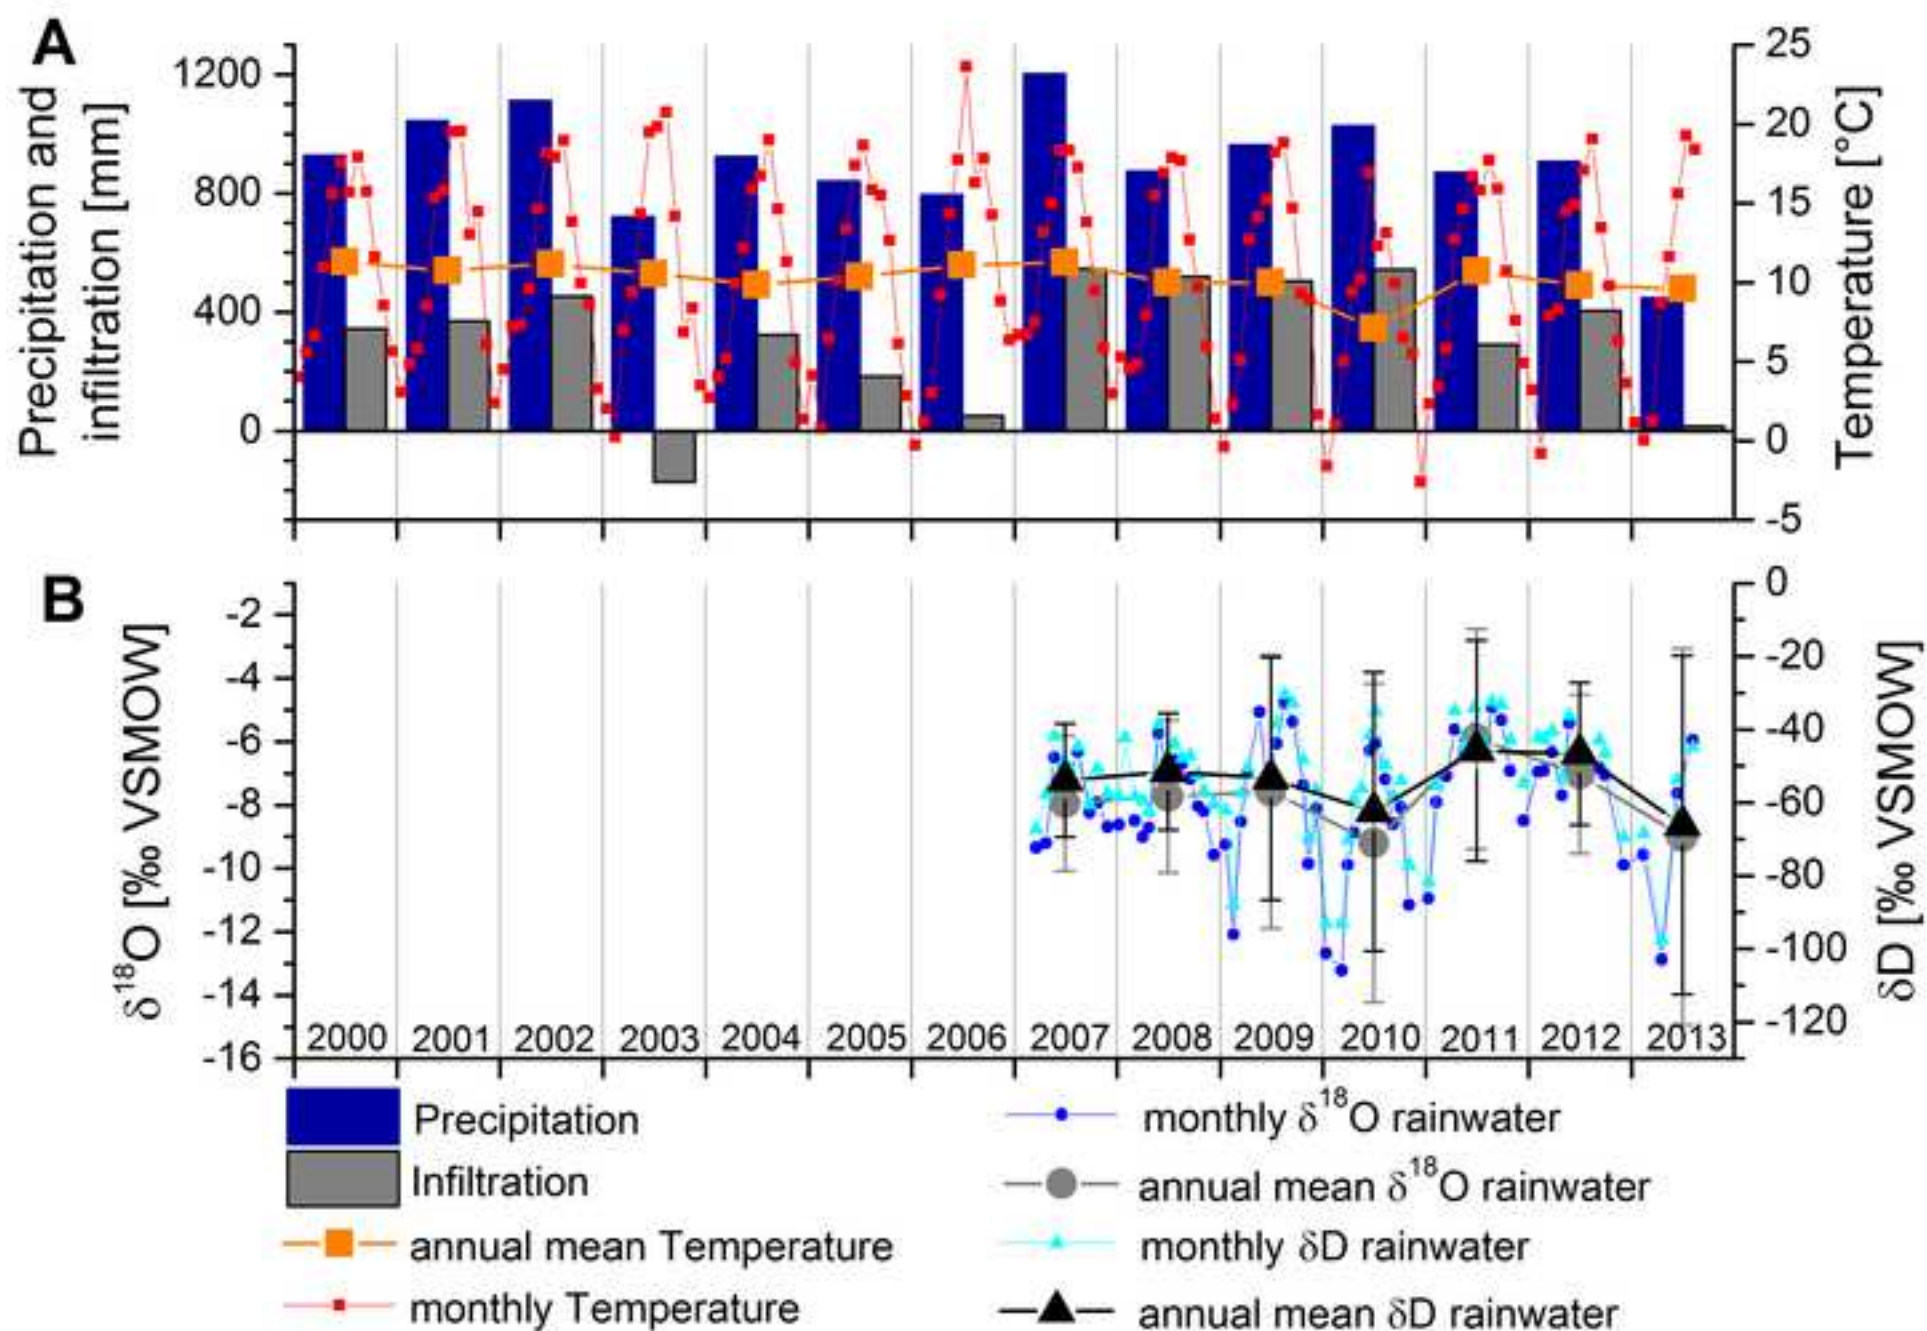 A
Precipitation and
infiltration [mm]
1200
800
400
0
25
20
15
10
5
0
-5
Temperature [°C]
B
δ¹⁸O [‰ VSMOW]
-2
-4
-6
-8
-10
-12
-14
-16
0
-20
-40
-60
-80
-100
-120
δD [‰ VSMOW]
2000 2001 2002 2003 2004 2005 2006 2007 2008 2009 2010 2011 2012 2013
Precipitation
Infiltration
annual mean Temperature
monthly Temperature
monthly δ¹⁸O rainwater
annual mean δ¹⁸O rainwater
monthly δD rainwater
annual mean δD rainwater